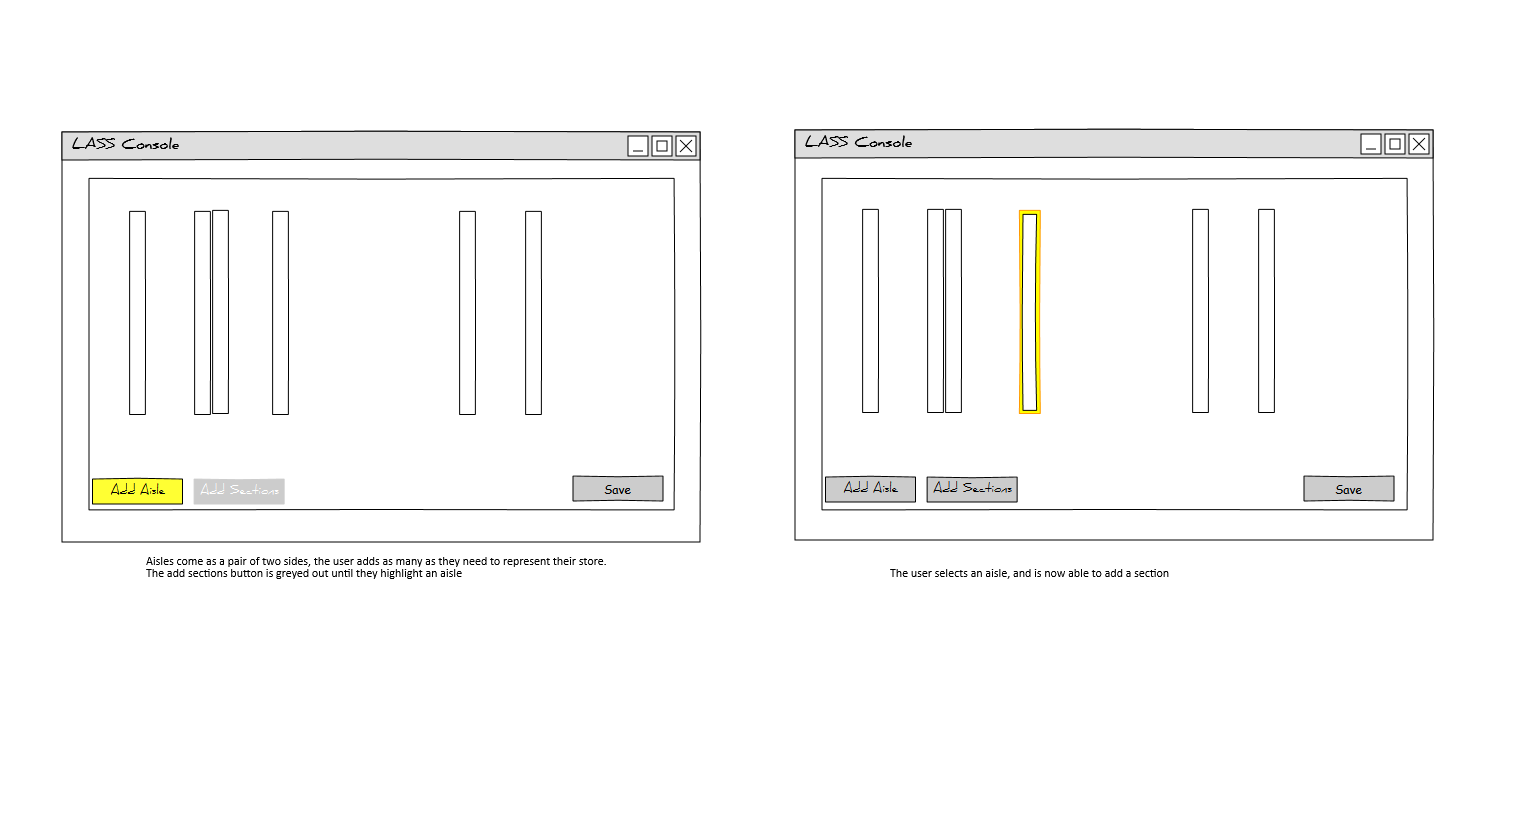 LASS Console
Add Aisle
Add Sections
Save
Aisles come as a pair of two sides, the user adds as many as they need to represent their store.
The add sections button is greyed out until they highlight an aisle
LASS Console
Add Aisle
Add Sections
Save
The user selects an aisle, and is now able to add a section